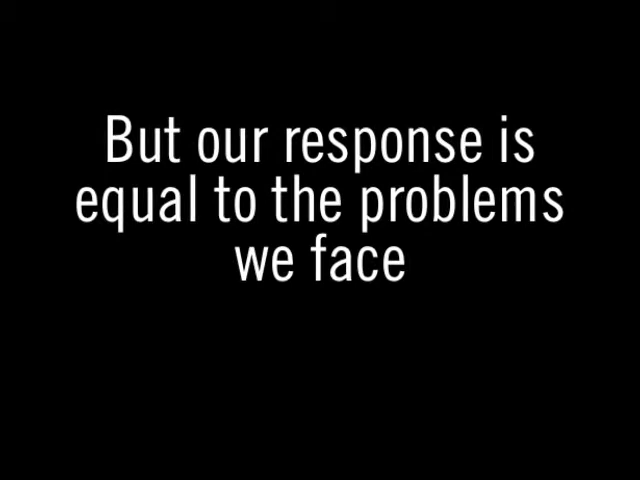 But our response is
equal to the problems
we face